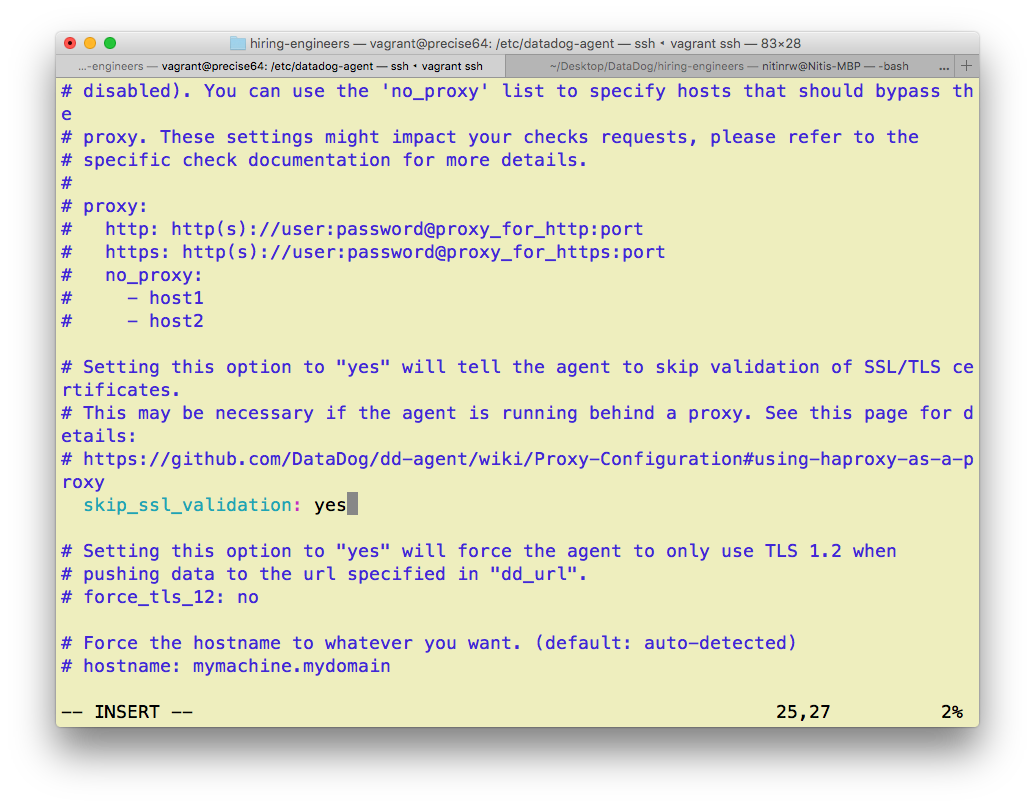 hiring-engineers — vagrant@precise64: /etc/datadog-agent — ssh ‹ vagrant ssh — 83×28
...-engineers — vagrant@precise64: /etc/datadog-agent — ssh ‹ vagrant ssh
~/Desktop/DataDog/hiring-engineers — nitinrw@Nitis-MBP — -bash
... +
# disabled). You can use the 'no_proxy' list to specify hosts that should bypass th
e
# proxy. These settings might impact your checks requests, please refer to the
# specific check documentation for more details.
#
# proxy:
#   http: http(s)://user:password@proxy_for_http:port
#   https: http(s)://user:password@proxy_for_https:port
#   no_proxy:
#     - host1
#     - host2
# Setting this option to "yes" will tell the agent to skip validation of SSL/TLS ce
rtificates.
# This may be necessary if the agent is running behind a proxy. See this page for d
etails:
# https://github.com/DataDog/dd-agent/wiki/Proxy-Configuration#using-haproxy-as-a-p
roxy
  skip_ssl_validation: yes
# Setting this option to "yes" will force the agent to only use TLS 1.2 when
# pushing data to the url specified in "dd_url".
# force_tls_12: no
# Force the hostname to whatever you want. (default: auto-detected)
# hostname: mymachine.mydomain
-- INSERT -- 25,27 2%